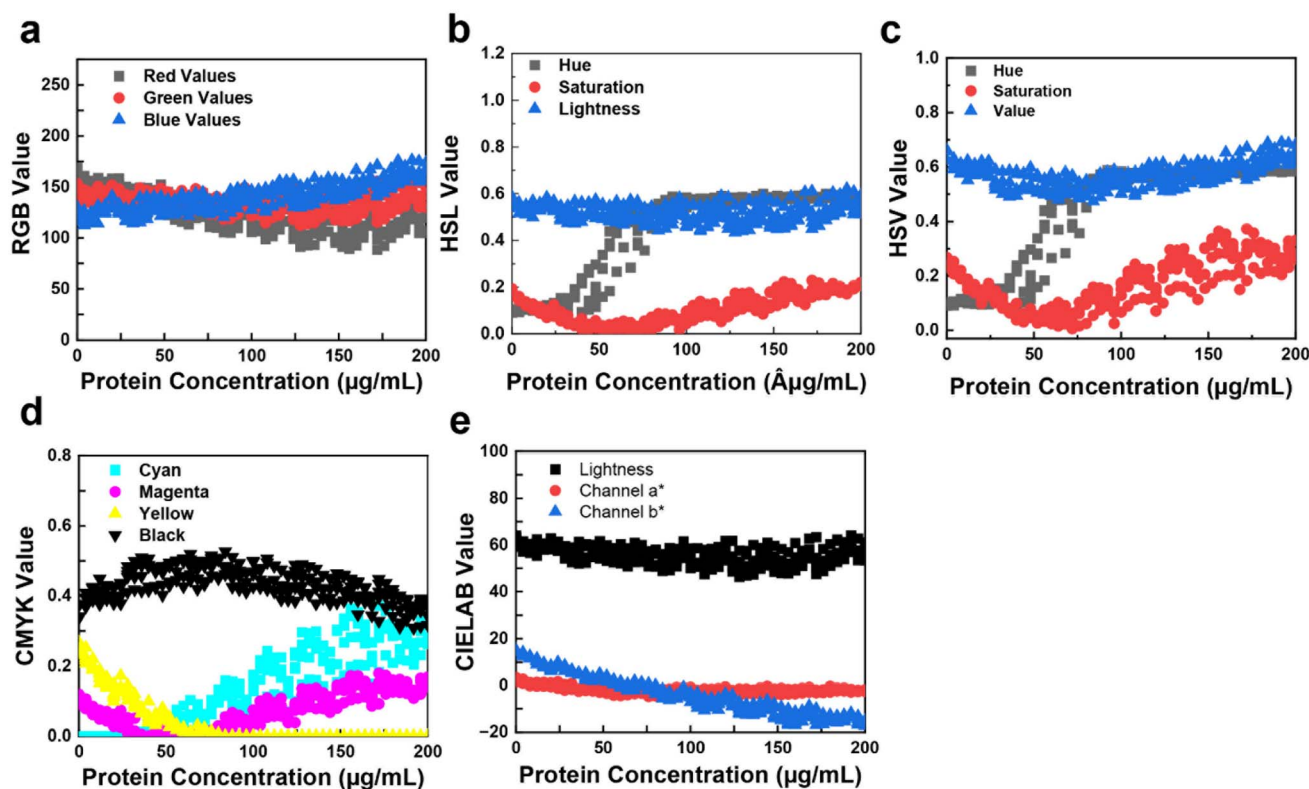 a
275
250
225
200
175
150
125
100
75
50
25
0
RGB Value
Red Values
Green Values
Blue Values
0 50 100 150 200
Protein Concentration (µg/mL)
b
1.2
1.0
0.8
0.6
0.4
0.2
0.0
HSL Value
Hue
Saturation
Lightness
0 50 100 150 200
Protein Concentration (Âµg/mL)
c
1.0
0.8
0.6
0.4
0.2
0.0
HSV Value
Hue
Saturation
Value
0 50 100 150 200
Protein Concentration (µg/mL)
d
0.8
0.6
0.4
0.2
0.0
CMYK Value
Cyan
Magenta
Yellow
Black
0 50 100 150 200
Protein Concentration (µg/mL)
e
100
80
60
40
20
0
−20
CIELAB Value
Lightness
Channel a*
Channel b*
0 50 100 150 200
Protein Concentration (µg/mL)